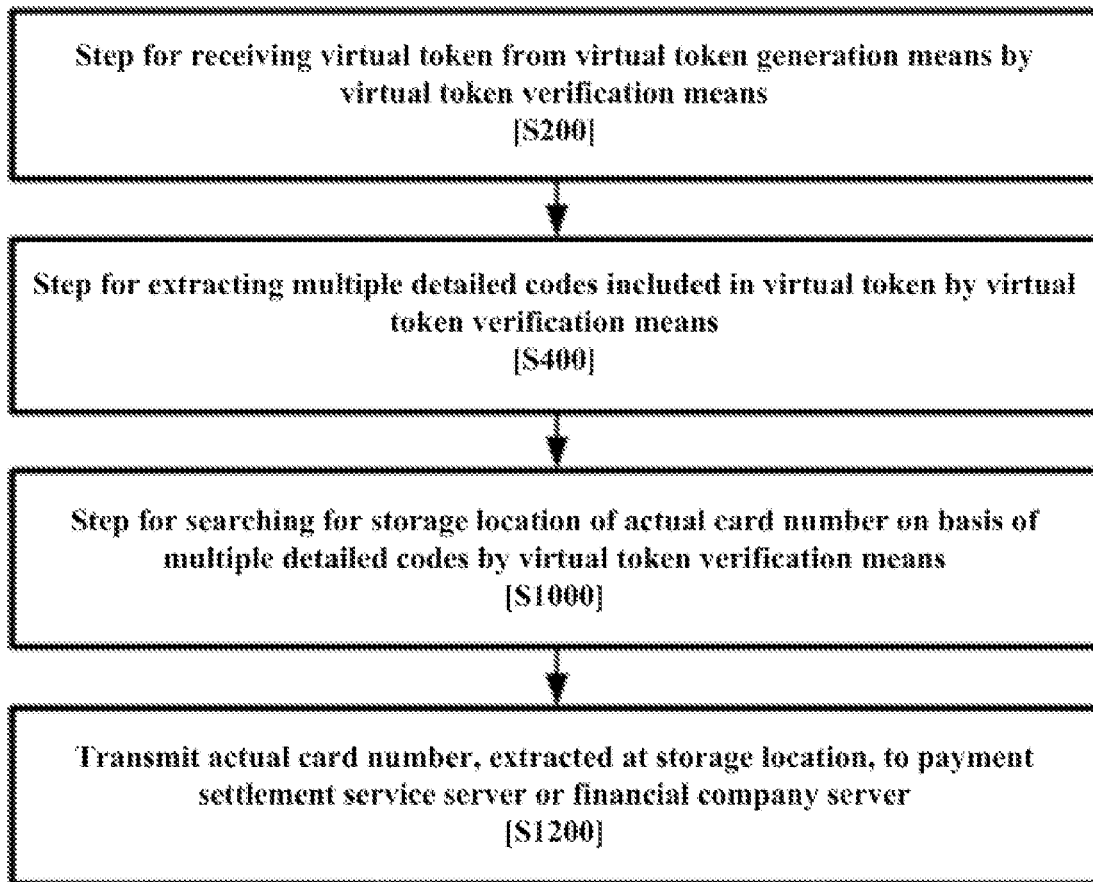 Step for receiving virtual token from virtual token generation means by
virtual token verification means
[S200]
Step for extracting multiple detailed codes included in virtual token by virtual
token verification means
[S400]
Step for searching for storage location of actual card number on basis of
multiple detailed codes by virtual token verification means
[S1000]
Transmit actual card number, extracted at storage location, to payment
settlement service server or financial company server
[S1200]